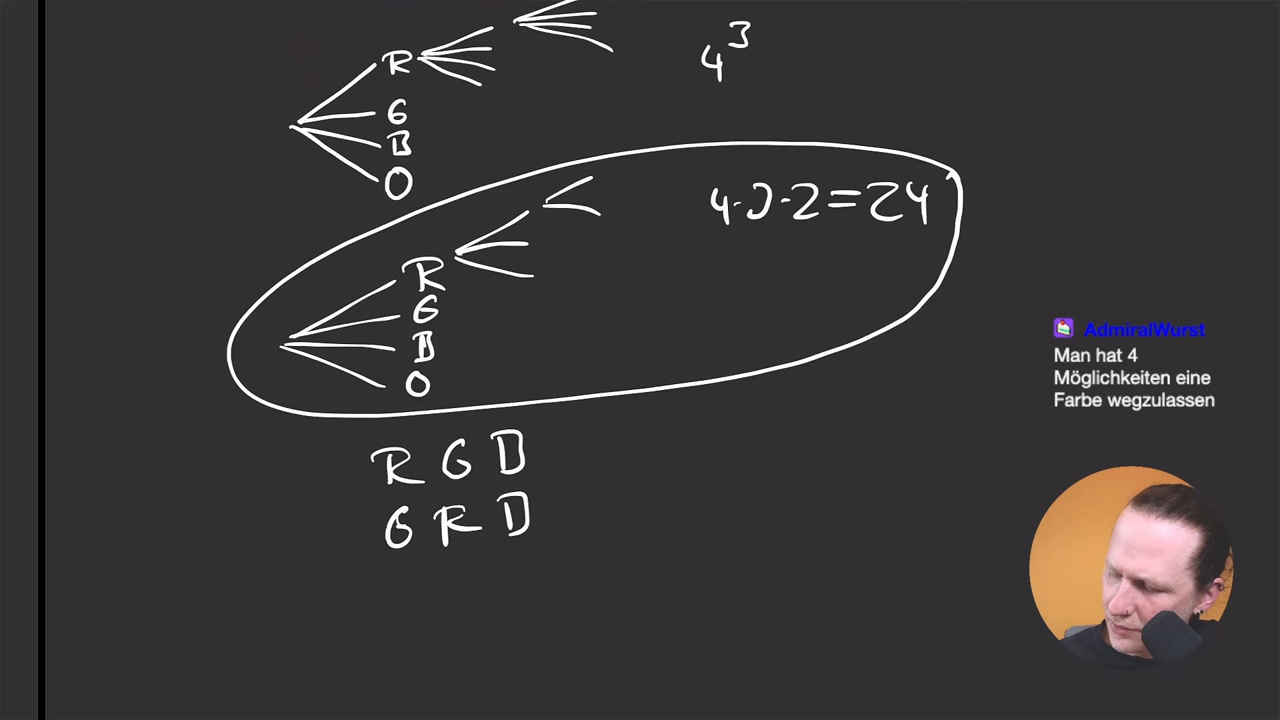 4³
R
G
B
O
4·3·2=24
R
G
B
O
AdmiralWurst
Man hat 4
Möglichkeiten eine
Farbe wegzulassen
R G B
G R B